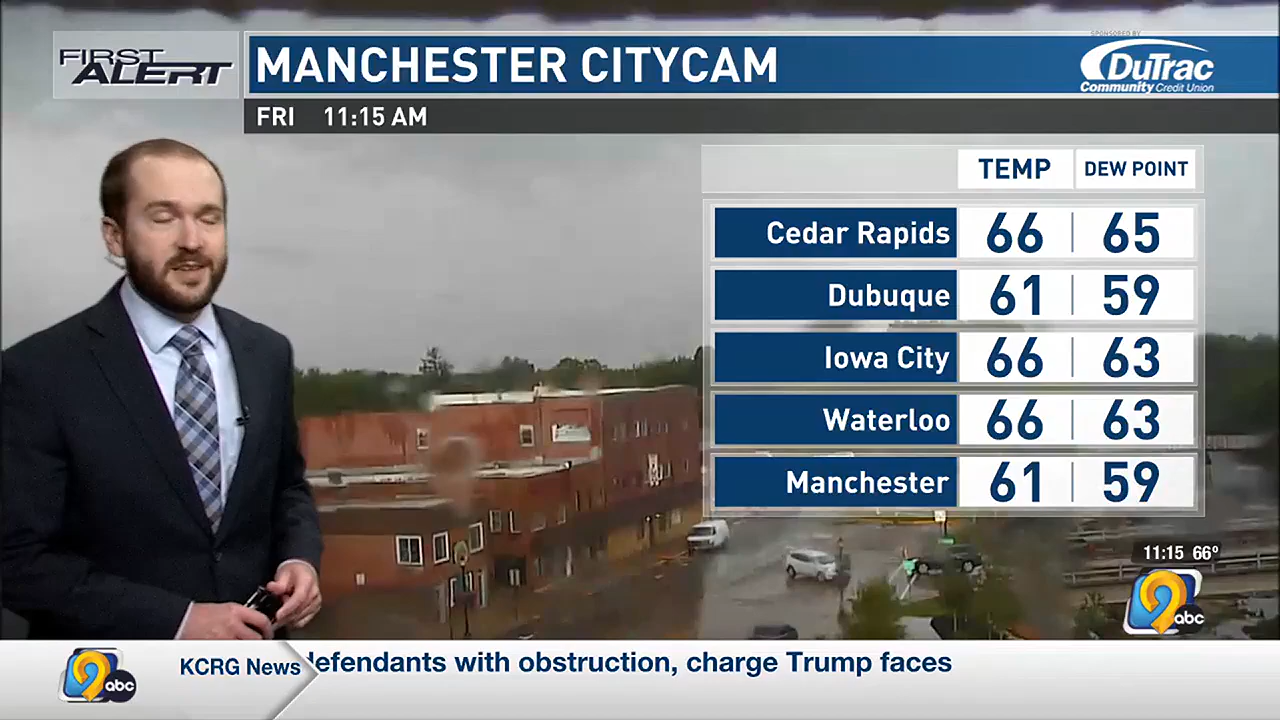 FIRST ALERT
MANCHESTER CITYCAM
SPONSORED BY
DuTrac
Community Credit Union
FRI 11:15 AM
TEMP DEW POINT
Cedar Rapids 66 65
Dubuque 61 59
Iowa City 66 63
Waterloo 66 63
Manchester 61 59
11:15 66°
9 abc
9 abc
KCRG News
defendants with obstruction, charge Trump faces